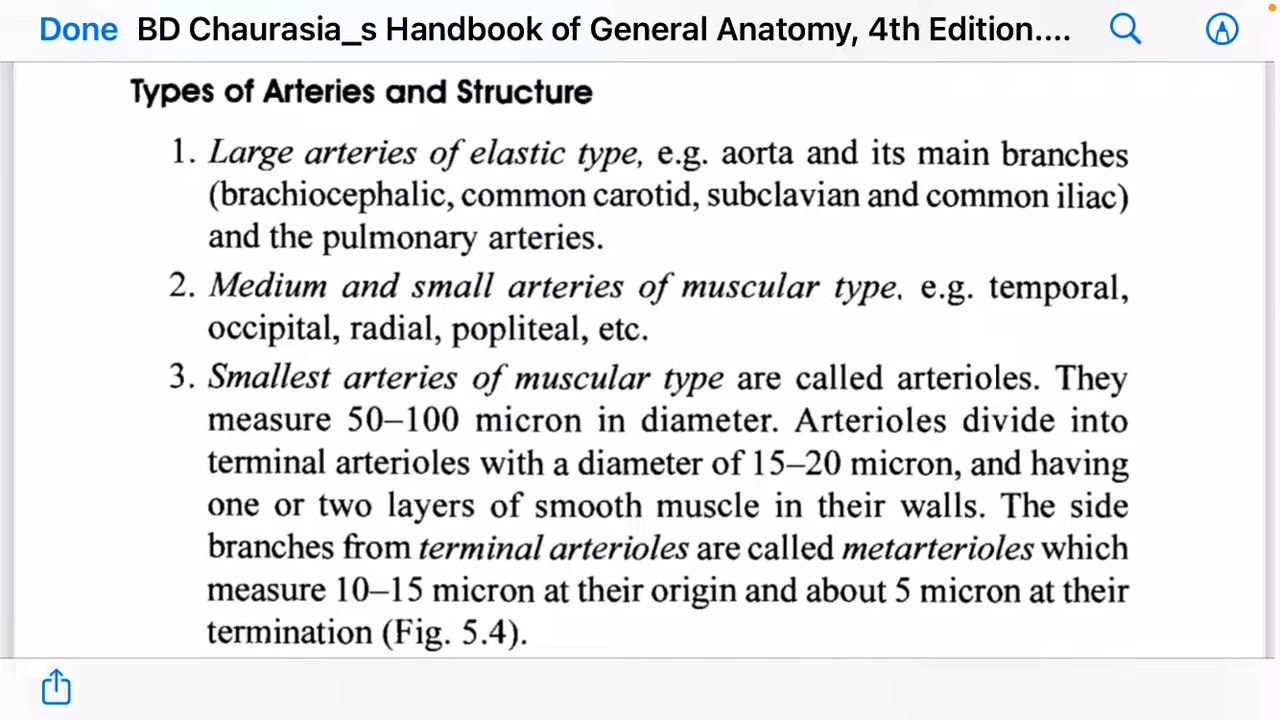 Done BD Chaurasia_s Handbook of General Anatomy, 4th Edition....
Types of Arteries and Structure
1. Large arteries of elastic type, e.g. aorta and its main branches
(brachiocephalic, common carotid, subclavian and common iliac)
and the pulmonary arteries.
2. Medium and small arteries of muscular type. e.g. temporal,
occipital, radial, popliteal, etc.
3. Smallest arteries of muscular type are called arterioles. They
measure 50–100 micron in diameter. Arterioles divide into
terminal arterioles with a diameter of 15–20 micron, and having
one or two layers of smooth muscle in their walls. The side
branches from terminal arterioles are called metarterioles which
measure 10–15 micron at their origin and about 5 micron at their
termination (Fig. 5.4).